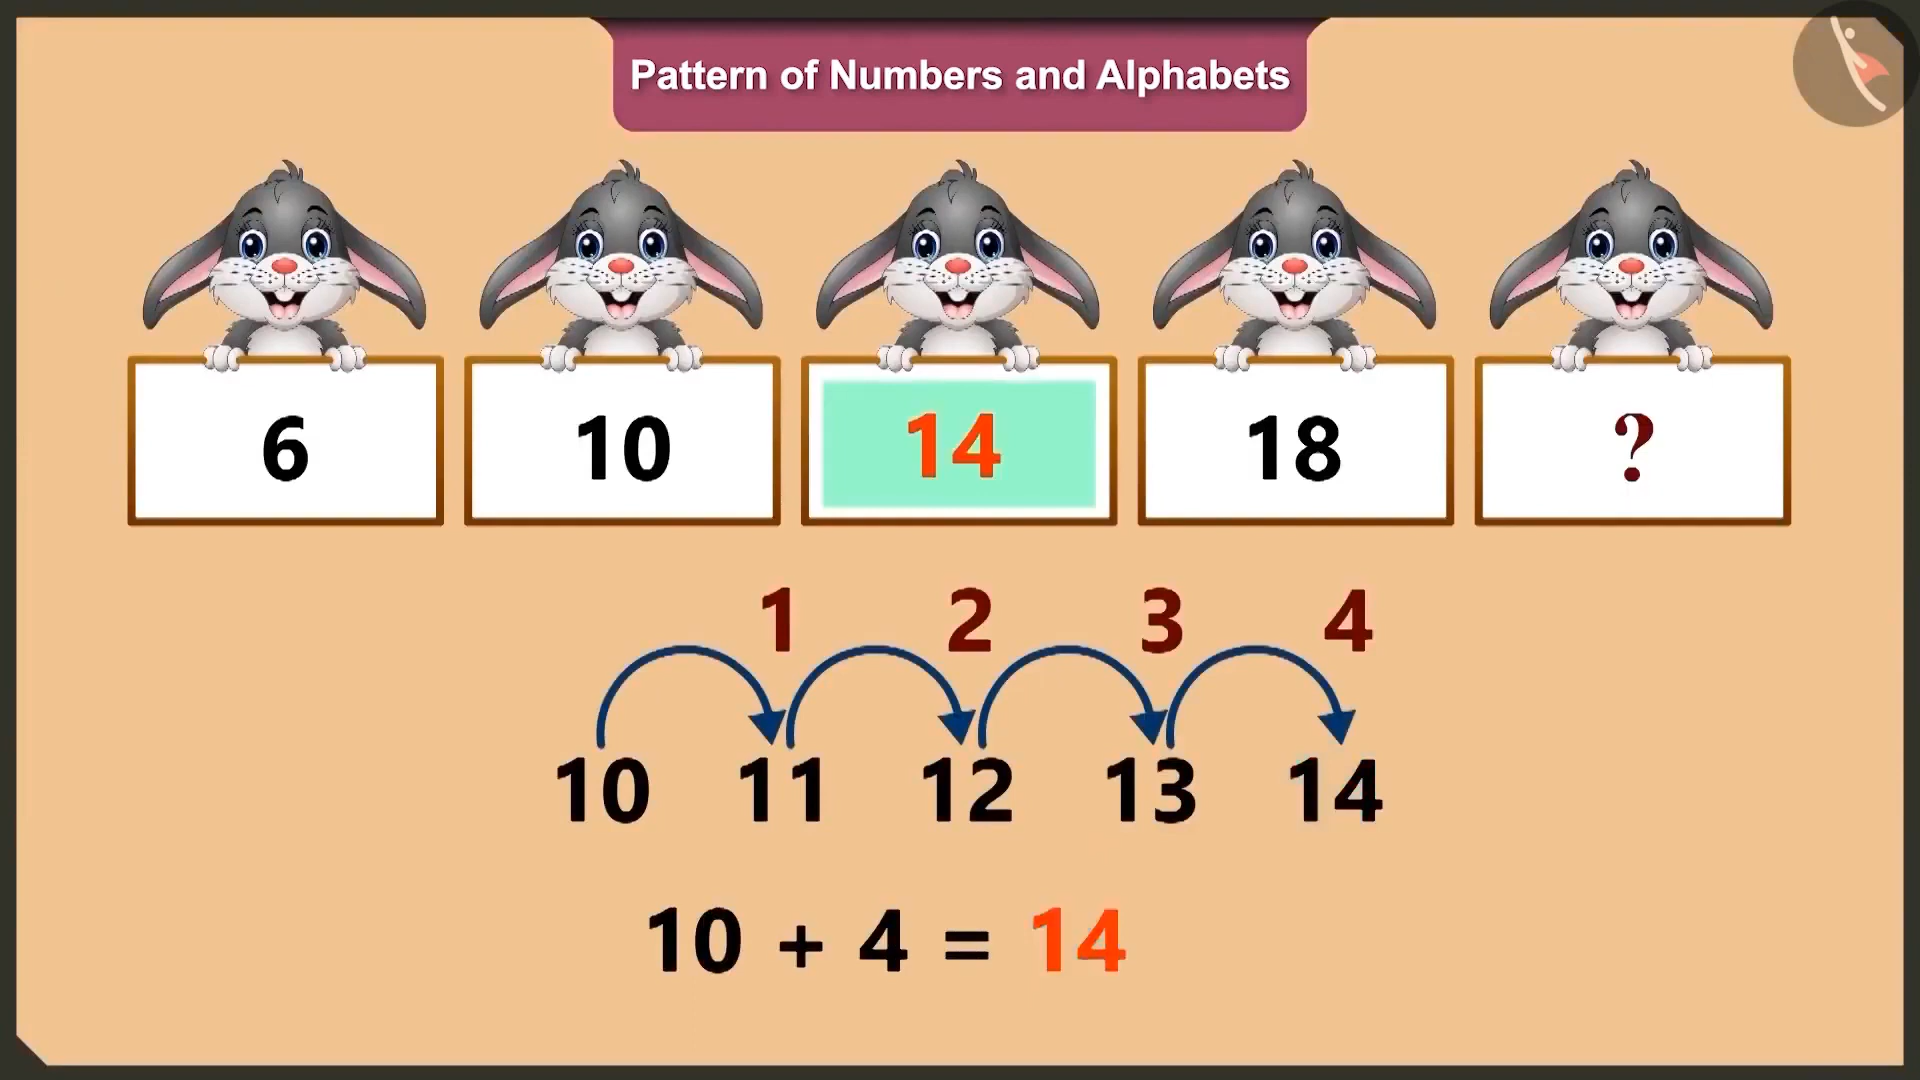 Pattern of Numbers and Alphabets
6 10 14 18 ?
1 2 3 4
10 11 12 13 14
10 + 4 = 14